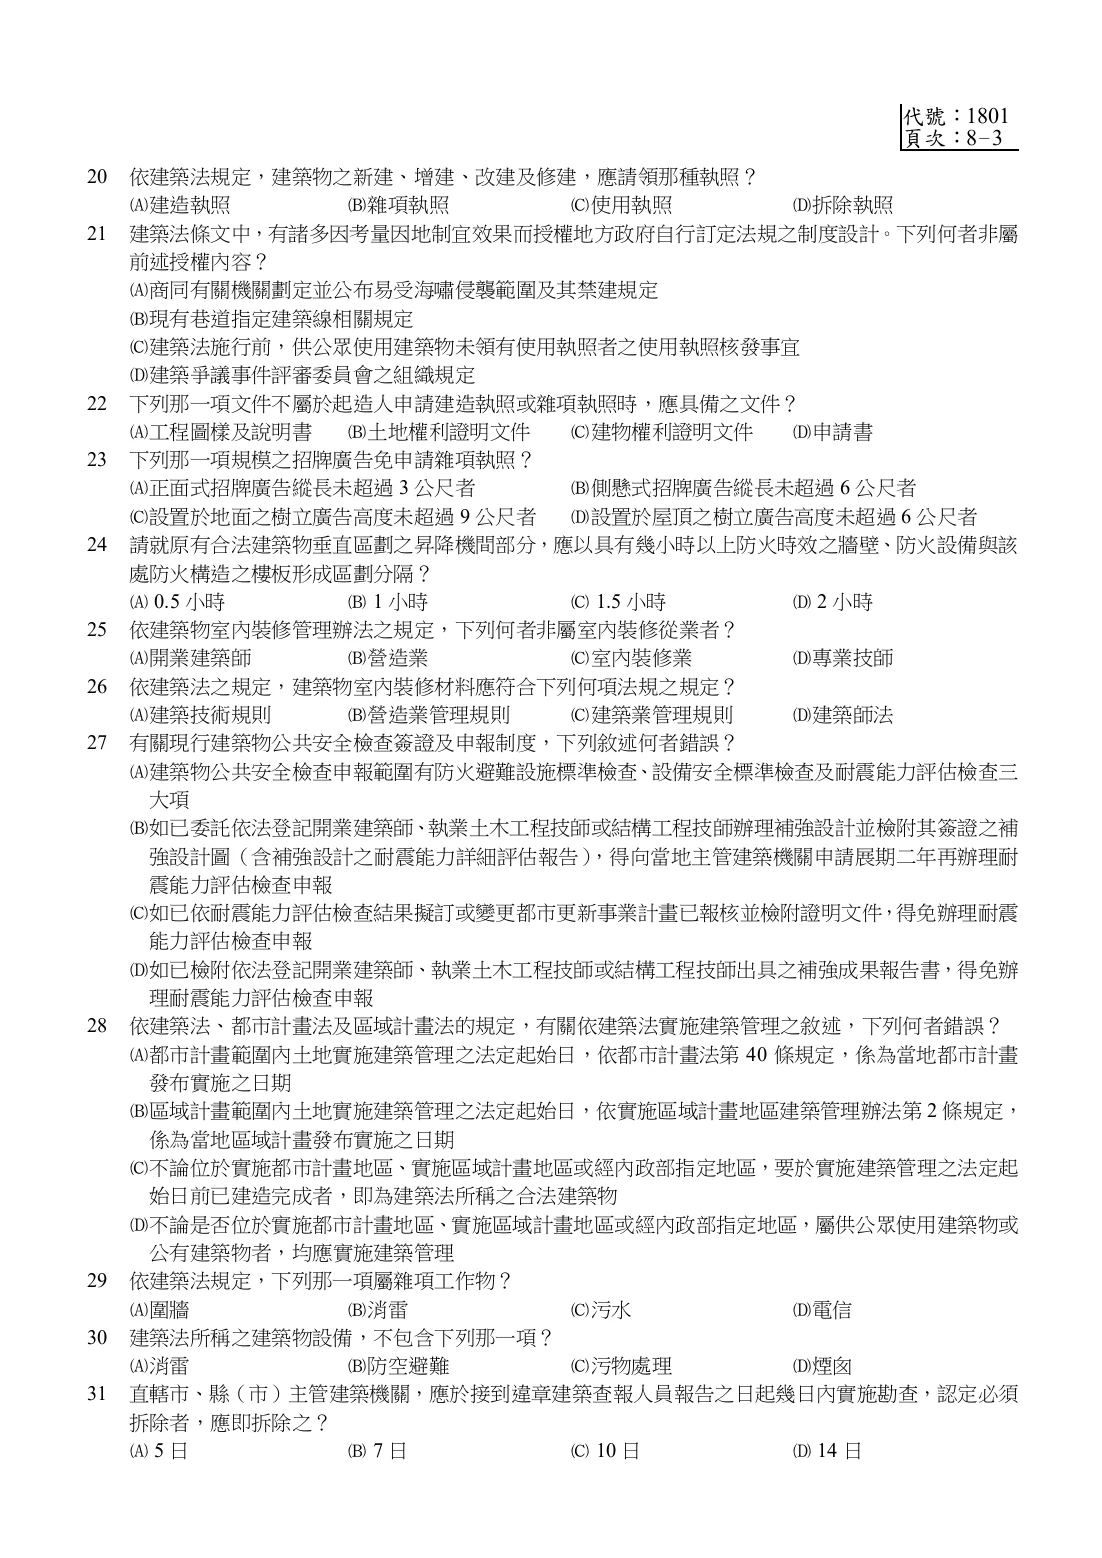 代號：1801
頁次：8－3
20 依建築法規定，建築物之新建、增建、改建及修建，應請領那種執照？
(A)建造執照 (B)雜項執照 (C)使用執照 (D)拆除執照
21 建築法條文中，有諸多因考量因地制宜效果而授權地方政府自行訂定法規之制度設計。下列何者非屬
前述授權內容？
(A)商同有關機關劃定並公布易受海嘯侵襲範圍及其禁建規定
(B)現有巷道指定建築線相關規定
(C)建築法施行前，供公眾使用建築物未領有使用執照者之使用執照核發事宜
(D)建築爭議事件評審委員會之組織規定
22 下列那一項文件不屬於起造人申請建造執照或雜項執照時，應具備之文件？
(A)工程圖樣及說明書 (B)土地權利證明文件 (C)建物權利證明文件 (D)申請書
23 下列那一項規模之招牌廣告免申請雜項執照？
(A)正面式招牌廣告縱長未超過 3 公尺者 (B)側懸式招牌廣告縱長未超過 6 公尺者
(C)設置於地面之樹立廣告高度未超過 9 公尺者 (D)設置於屋頂之樹立廣告高度未超過 6 公尺者
24 請就原有合法建築物垂直區劃之昇降機間部分，應以具有幾小時以上防火時效之牆壁、防火設備與該
處防火構造之樓板形成區劃分隔？
(A) 0.5 小時 (B) 1 小時 (C) 1.5 小時 (D) 2 小時
25 依建築物室內裝修管理辦法之規定，下列何者非屬室內裝修從業者？
(A)開業建築師 (B)營造業 (C)室內裝修業 (D)專業技師
26 依建築法之規定，建築物室內裝修材料應符合下列何項法規之規定？
(A)建築技術規則 (B)營造業管理規則 (C)建築業管理規則 (D)建築師法
27 有關現行建築物公共安全檢查簽證及申報制度，下列敘述何者錯誤？
(A)建築物公共安全檢查申報範圍有防火避難設施標準檢查、設備安全標準檢查及耐震能力評估檢查三
大項
(B)如已委託依法登記開業建築師、執業土木工程技師或結構工程技師辦理補強設計並檢附其簽證之補
強設計圖（含補強設計之耐震能力詳細評估報告），得向當地主管建築機關申請展期二年再辦理耐
震能力評估檢查申報
(C)如已依耐震能力評估檢查結果擬訂或變更都市更新事業計畫已報核並檢附證明文件，得免辦理耐震
能力評估檢查申報
(D)如已檢附依法登記開業建築師、執業土木工程技師或結構工程技師出具之補強成果報告書，得免辦
理耐震能力評估檢查申報
28 依建築法、都市計畫法及區域計畫法的規定，有關依建築法實施建築管理之敘述，下列何者錯誤？
(A)都市計畫範圍內土地實施建築管理之法定起始日，依都市計畫法第 40 條規定，係為當地都市計畫
發布實施之日期
(B)區域計畫範圍內土地實施建築管理之法定起始日，依實施區域計畫地區建築管理辦法第 2 條規定，
係為當地區域計畫發布實施之日期
(C)不論位於實施都市計畫地區、實施區域計畫地區或經內政部指定地區，要於實施建築管理之法定起
始日前已建造完成者，即為建築法所稱之合法建築物
(D)不論是否位於實施都市計畫地區、實施區域計畫地區或經內政部指定地區，屬供公眾使用建築物或
公有建築物者，均應實施建築管理
29 依建築法規定，下列那一項屬雜項工作物？
(A)圍牆 (B)消雷 (C)污水 (D)電信
30 建築法所稱之建築物設備，不包含下列那一項？
(A)消雷 (B)防空避難 (C)污物處理 (D)煙囪
31 直轄市、縣（市）主管建築機關，應於接到違章建築查報人員報告之日起幾日內實施勘查，認定必須
拆除者，應即拆除之？
(A) 5 日 (B) 7 日 (C) 10 日 (D) 14 日